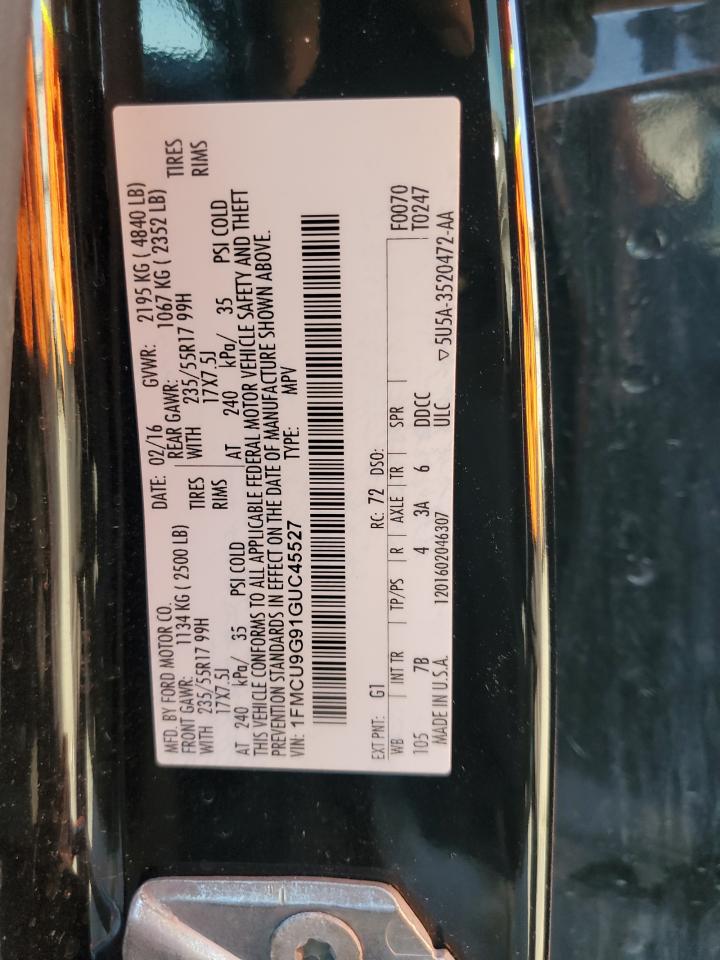 MFD. BY FORD MOTOR CO. DATE: 02/16 GVWR: 2195 KG ( 4840 LB)
FRONT GAWR: 1134 KG ( 2500 LB) REAR GAWR: 1067 KG ( 2352 LB)
WITH 235/55R17 99H TIRES WITH 235/55R17 99H TIRES
17X7.5J RIMS 17X7.5J RIMS
AT 240 kPa/ 35 PSI COLD AT 240 kPa/ 35 PSI COLD
THIS VEHICLE CONFORMS TO ALL APPLICABLE FEDERAL MOTOR VEHICLE SAFETY AND THEFT
PREVENTION STANDARDS IN EFFECT ON THE DATE OF MANUFACTURE SHOWN ABOVE.
VIN: 1FMCU9G91GUC45527 TYPE: MPV
EXT PNT: G1 RC: 72 DSO: F0070
WB INT TR TP/PS R AXLE TR SPR T0247
105 7B 4 3A 6 DDCC
MADE IN U.S.A. 1201602046307 ULC ▽5U5A-3520472-AA